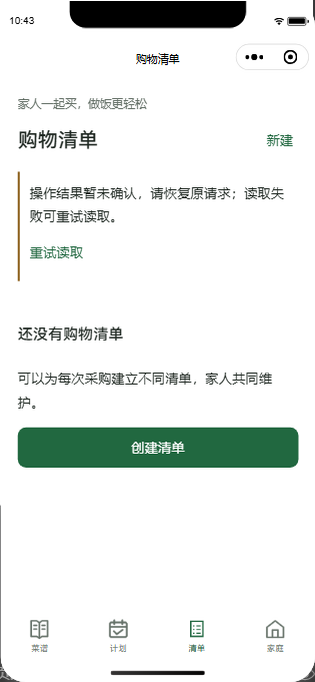 10:43
购物清单
家人一起买，做饭更轻松
购物清单
新建
操作结果暂未确认，请恢复原请求；读取失
败可重试读取。
重试读取
还没有购物清单
可以为每次采购建立不同清单，家人共同维
护。
创建清单
菜谱
计划
清单
家庭